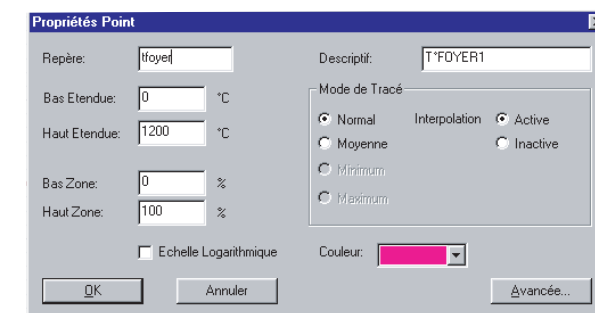 Propriétés Point
Repère: tfoyer Descriptif: T°FOYER1
Bas Etendue: 0 °C
Haut Etendue: 1200 °C
Bas Zone: 0 %
Haut Zone: 100 %
Mode de Tracé
Normal Interpolation Active
Moyenne Inactive
Minimum
Maximum
Echelle Logarithmique Couleur:
OK Annuler Avancée...